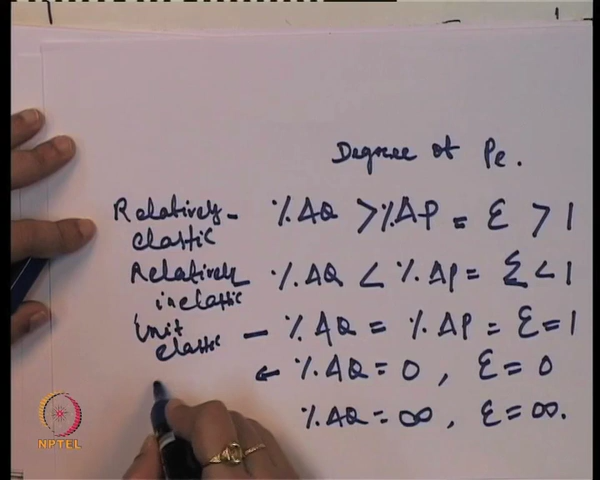 Degree of Pe.
Relatively - %ΔQ > %ΔP = Ɛ > 1
elastic
Relatively %ΔQ < %ΔP = Ɛ < 1
inelastic
Unit - %ΔQ = %ΔP = Ɛ = 1
elastic
← %ΔQ = 0, Ɛ = 0
%ΔQ = ∞, Ɛ = ∞.
NPTEL